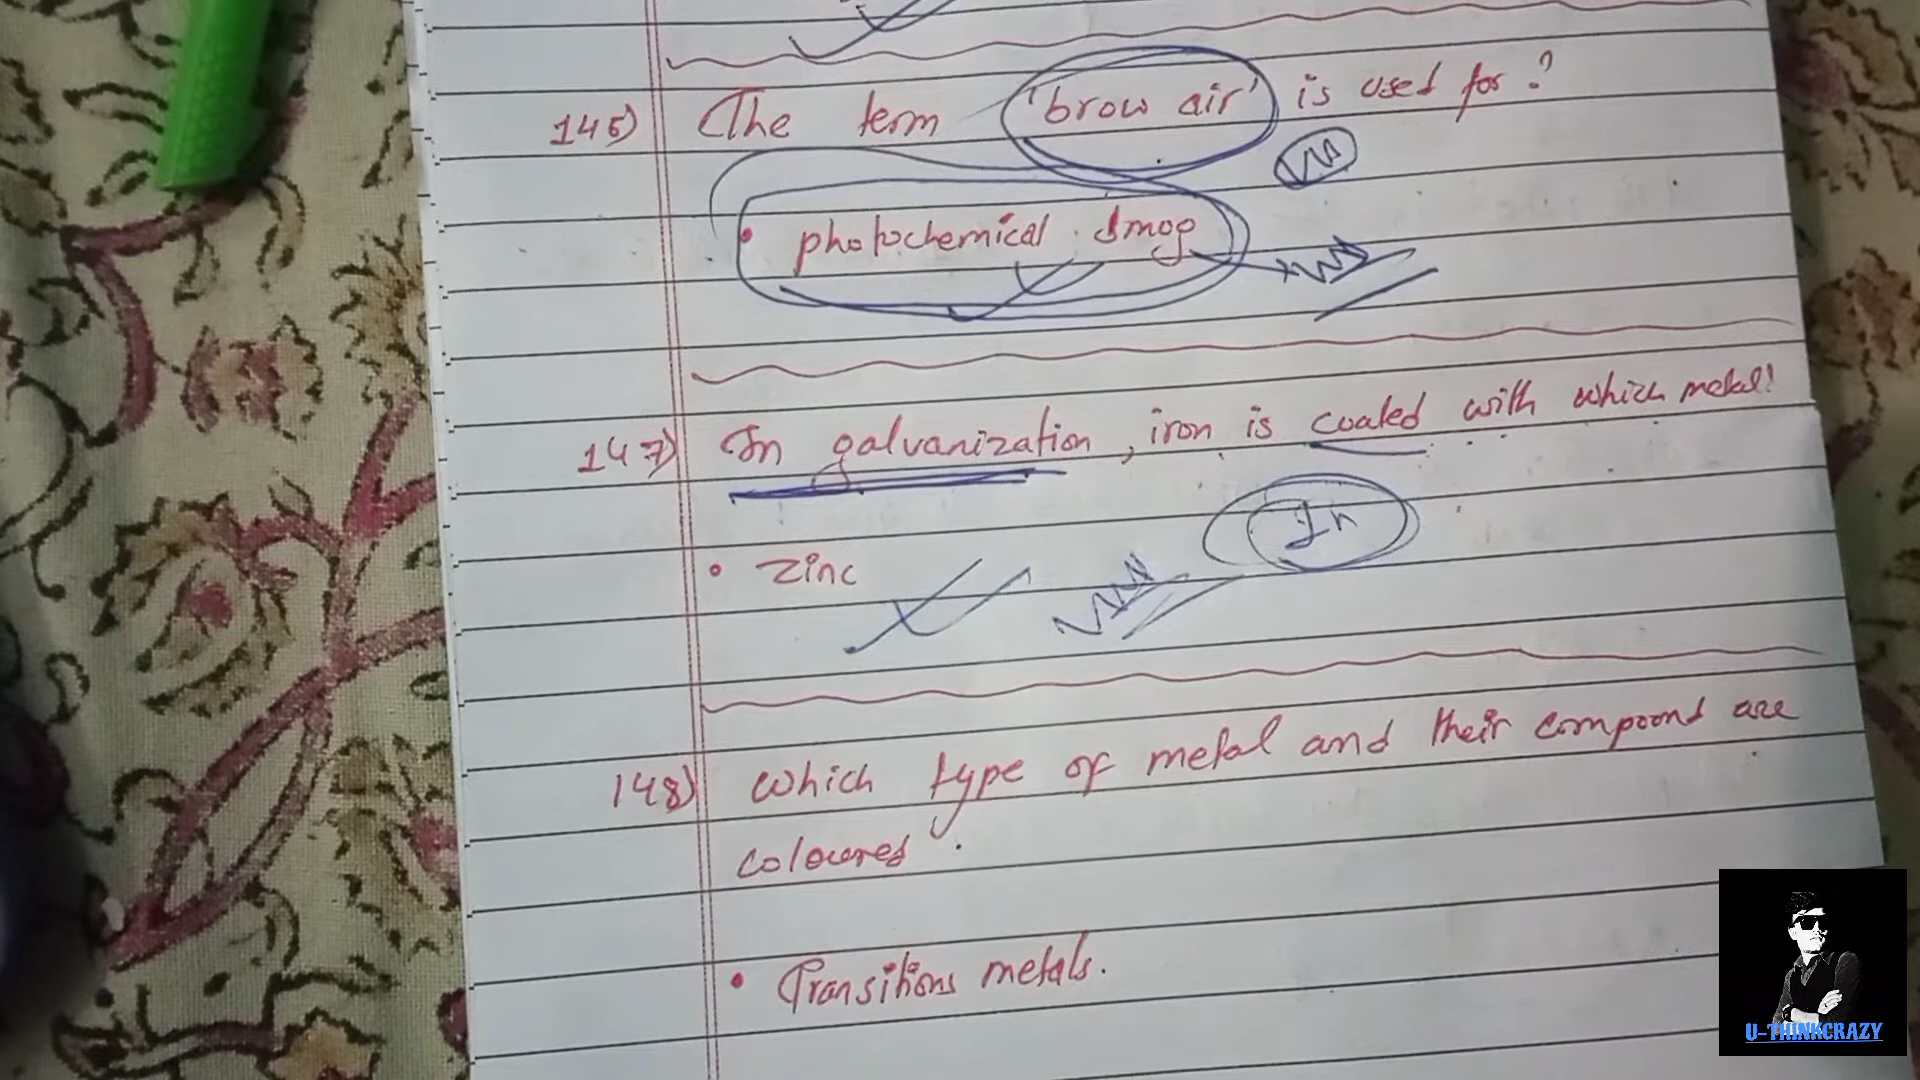 146) The term 'brow air' is used for?
• photochemical smog
147) In galvanization, iron is coated with which metal?
Zn
• Zinc
148) which type of metal and their compound are
coloured.
• Transitions metals.
U-THINKCRAZY